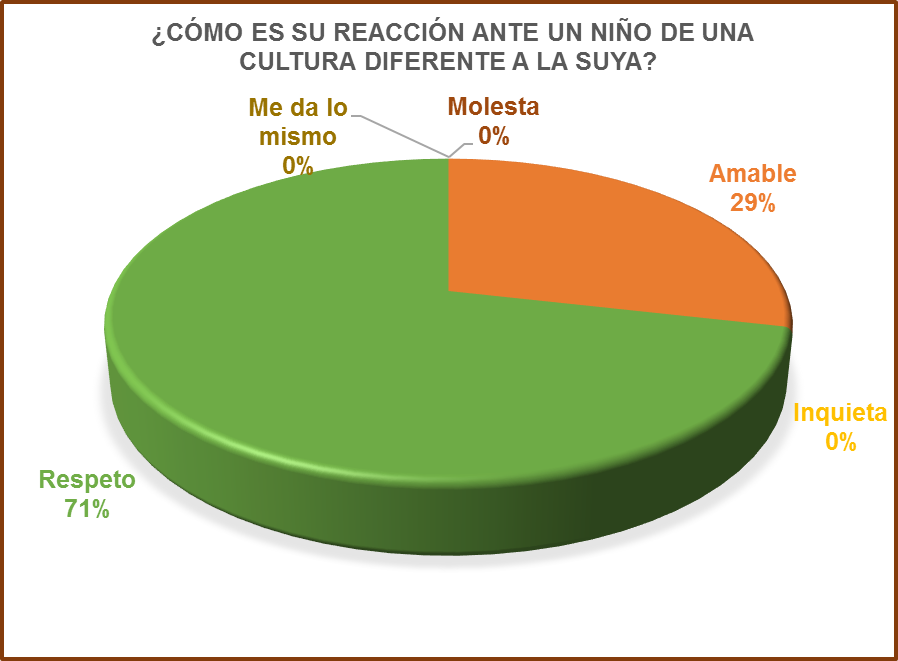 ¿CÓMO ES SU REACCIÓN ANTE UN NIÑO DE UNA
CULTURA DIFERENTE A LA SUYA?
Me da lo
mismo
0%
Molesta
0%
Amable
29%
Inquieta
0%
Respeto
71%